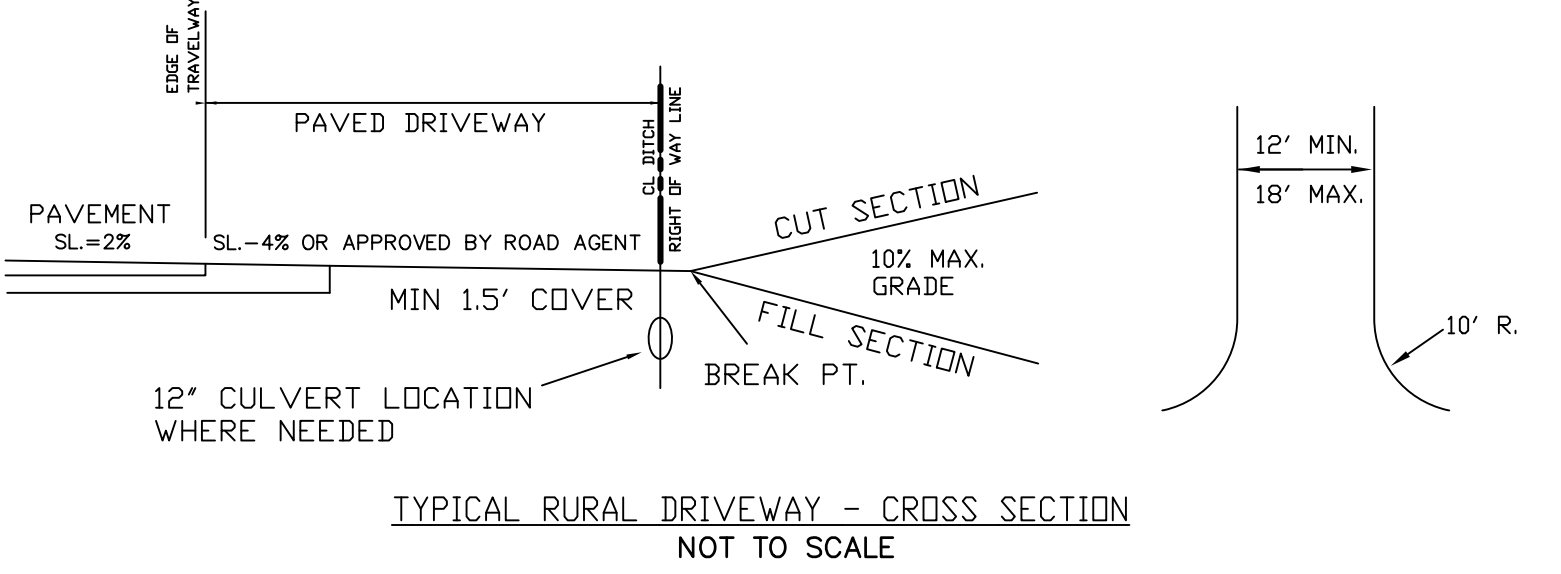 EDGE OF
TRAVELWAY
PAVED DRIVEWAY
CL DITCH
RIGHT OF WAY LINE
PAVEMENT
SL.=2%
SL.-4% OR APPROVED BY ROAD AGENT
CUT SECTION
10% MAX.
GRADE
MIN 1.5' COVER
FILL SECTION
BREAK PT.
12" CULVERT LOCATION
WHERE NEEDED
12' MIN.
18' MAX.
10' R.
TYPICAL RURAL DRIVEWAY - CROSS SECTION
NOT TO SCALE